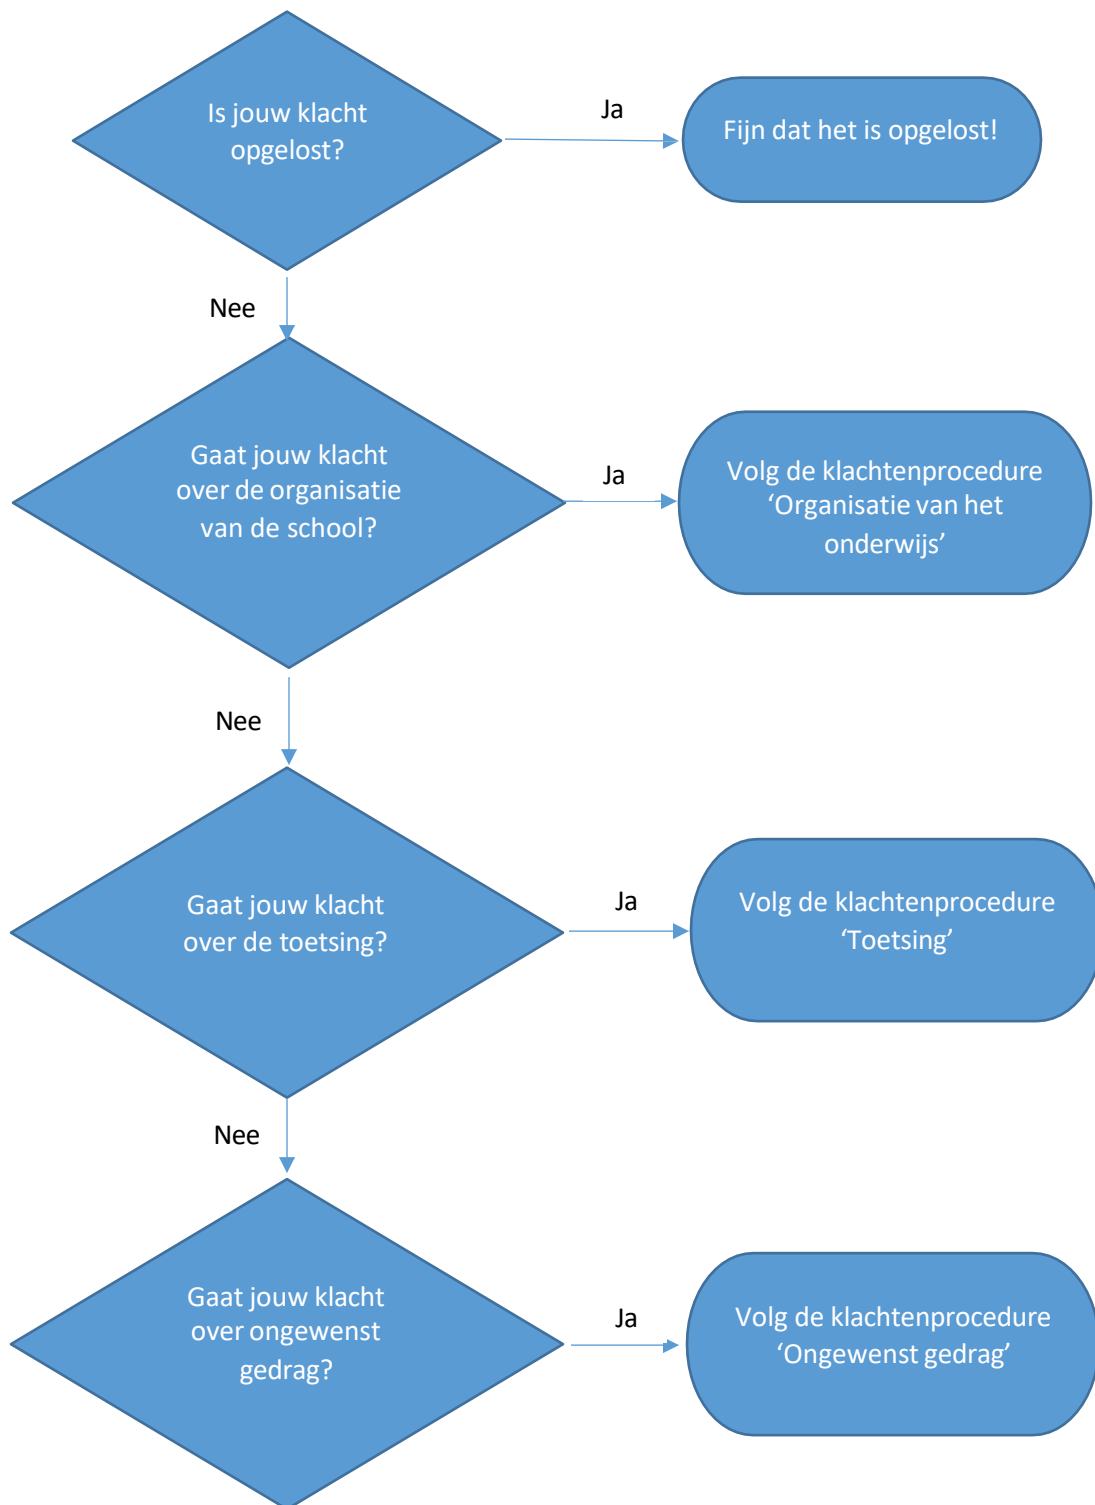 Is jouw klacht
opgelost?
Ja
Fijn dat het is opgelost!
Nee
Gaat jouw klacht
over de organisatie
van de school?
Ja
Volg de klachtenprocedure
‘Organisatie van het
onderwijs’
Nee
Gaat jouw klacht
over de toetsing?
Ja
Volg de klachtenprocedure
‘Toetsing’
Nee
Gaat jouw klacht
over ongewenst
gedrag?
Ja
Volg de klachtenprocedure
‘Ongewenst gedrag’